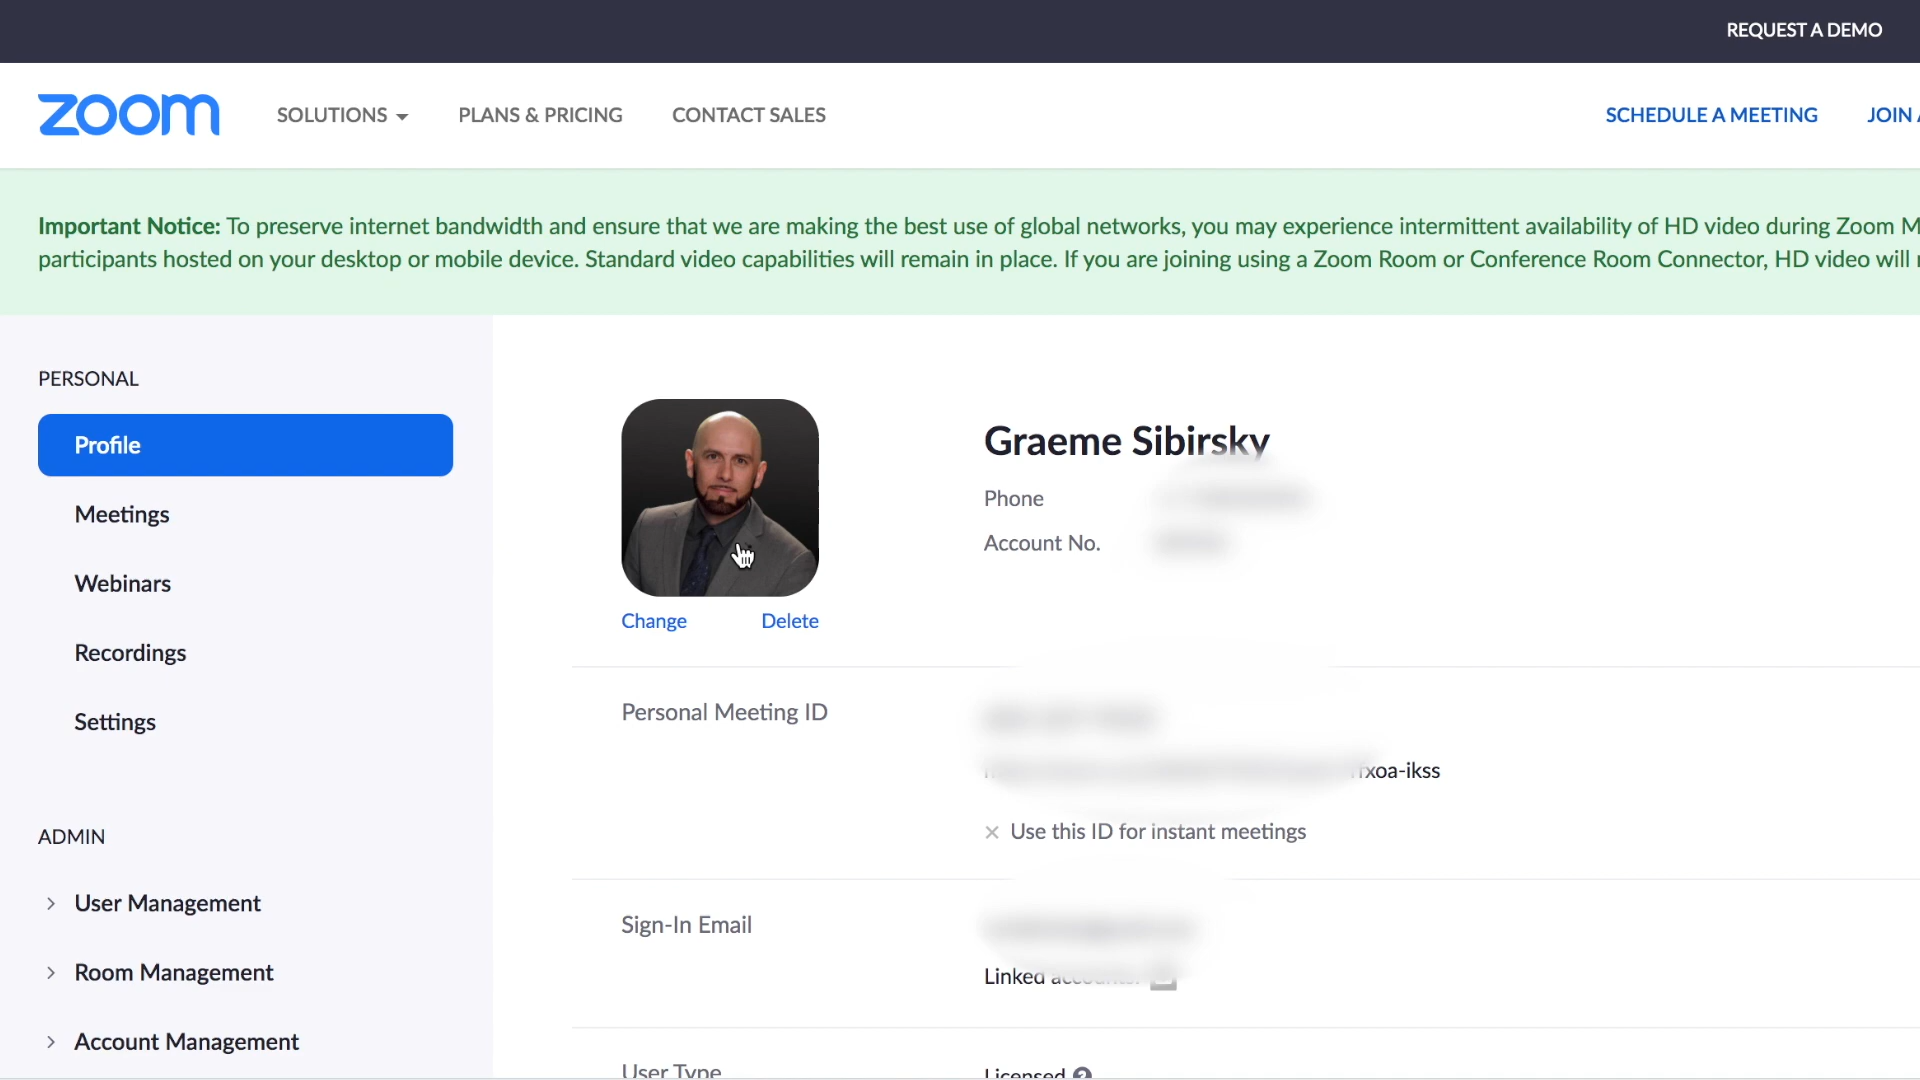 REQUEST A DEMO
zoom SOLUTIONS PLANS & PRICING CONTACT SALES SCHEDULE A MEETING JOIN
Important Notice: To preserve internet bandwidth and ensure that we are making the best use of global networks, you may experience intermittent availability of HD video during Zoom M
participants hosted on your desktop or mobile device. Standard video capabilities will remain in place. If you are joining using a Zoom Room or Conference Room Connector, HD video will
PERSONAL
Profile
Meetings
Webinars
Recordings
Settings
ADMIN
User Management
Room Management
Account Management
Graeme Sibirsky
Phone
Account No.
Change Delete
Personal Meeting ID
xoa-ikss
× Use this ID for instant meetings
Sign-In Email
Linked accounts:
User Type Licensed ?